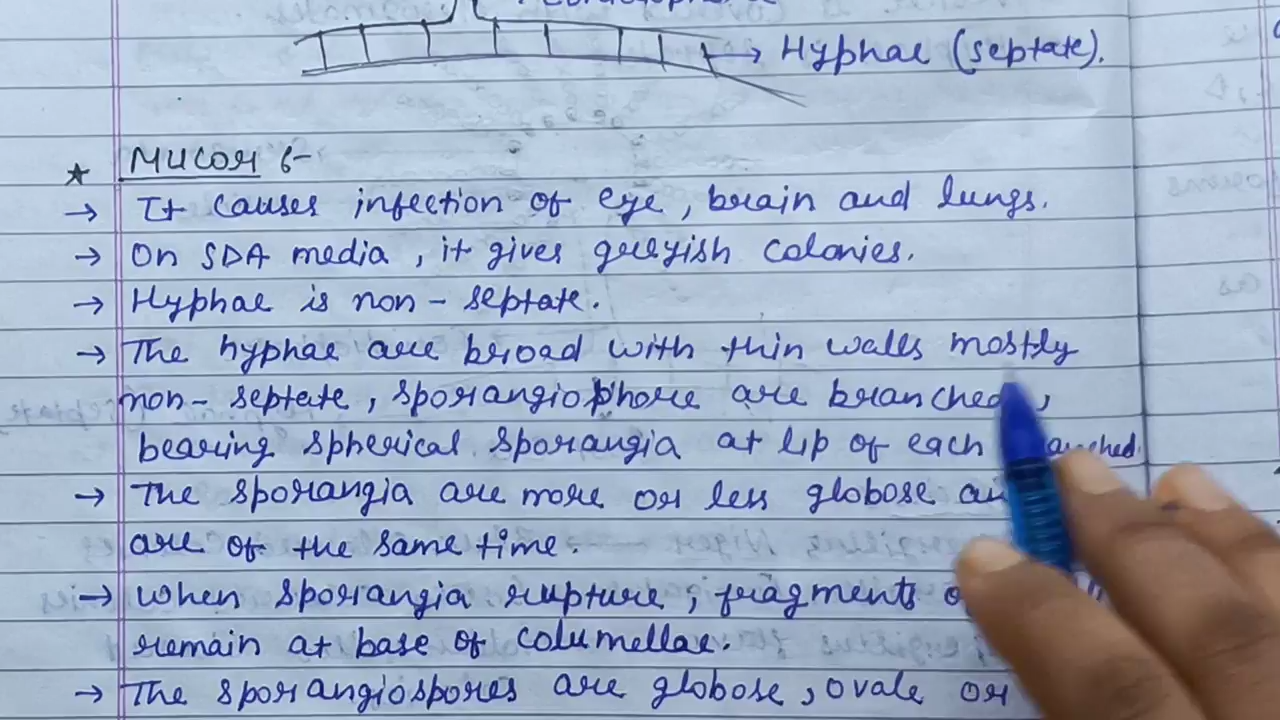 → Hyphae (septate).
★ Mucor :-
→ It causes infection of eye, brain and lungs.
→ On SDA media, it gives greyish colonies.
→ Hyphae is non-septate.
→ The hyphae are broad with thin walls mostly
non-septate, sporangiophore are branched,
bearing spherical sporangia at lip of each
→ The sporangia are more or less globose
are of the same time.
→ When sporangia rupture, fragments
remain at base of columellae.
→ The sporangiospores are globose, ovale or